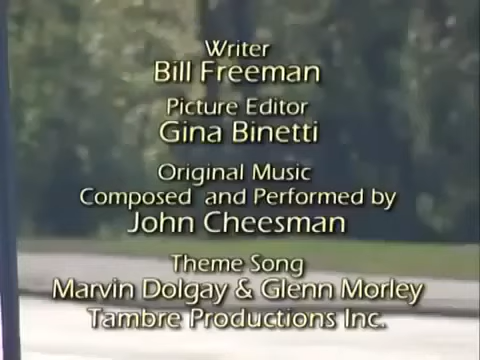 Writer
Bill Freeman
Picture Editor
Gina Binetti
Original Music
Composed and Performed by
John Cheesman
Theme Song
Marvin Dolgay & Glenn Morley
Tambre Productions Inc.